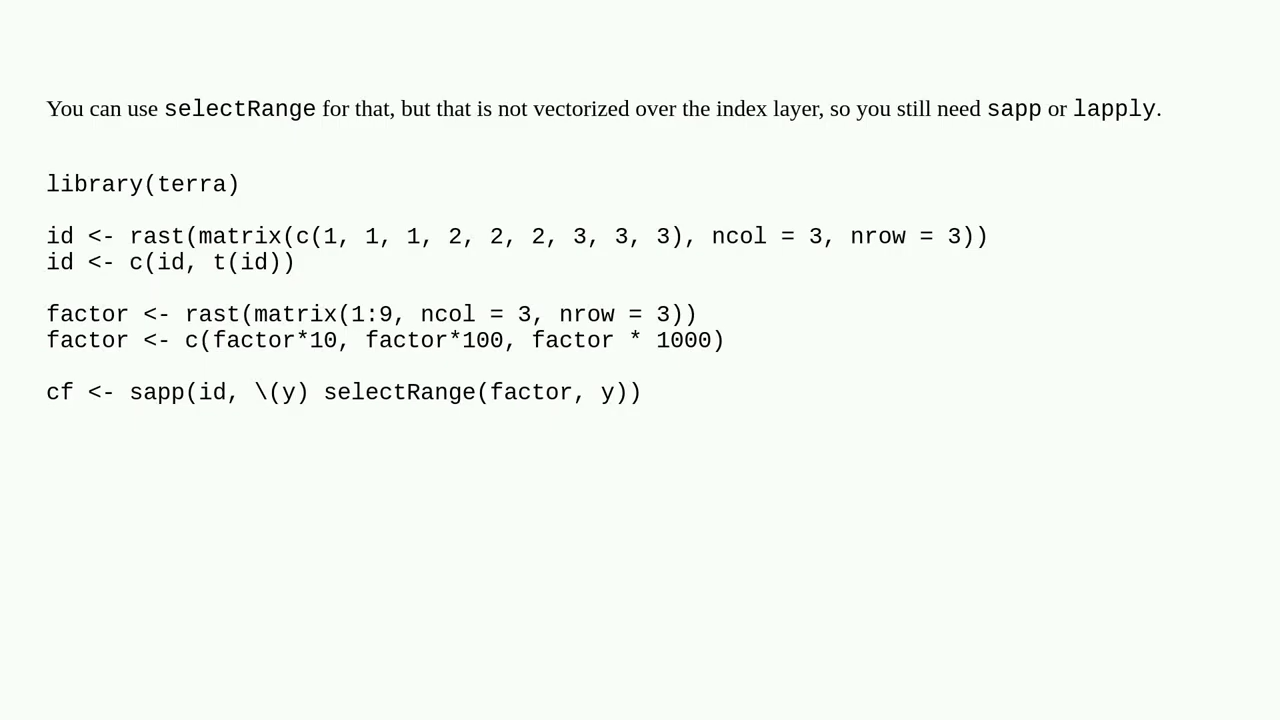 You can use selectRange for that, but that is not vectorized over the index layer, so you still need sapp or lapply.
library(terra)
id <- rast(matrix(c(1, 1, 1, 2, 2, 2, 3, 3, 3), ncol = 3, nrow = 3))
id <- c(id, t(id))
factor <- rast(matrix(1:9, ncol = 3, nrow = 3))
factor <- c(factor*10, factor*100, factor * 1000)
cf <- sapp(id, \(y) selectRange(factor, y))